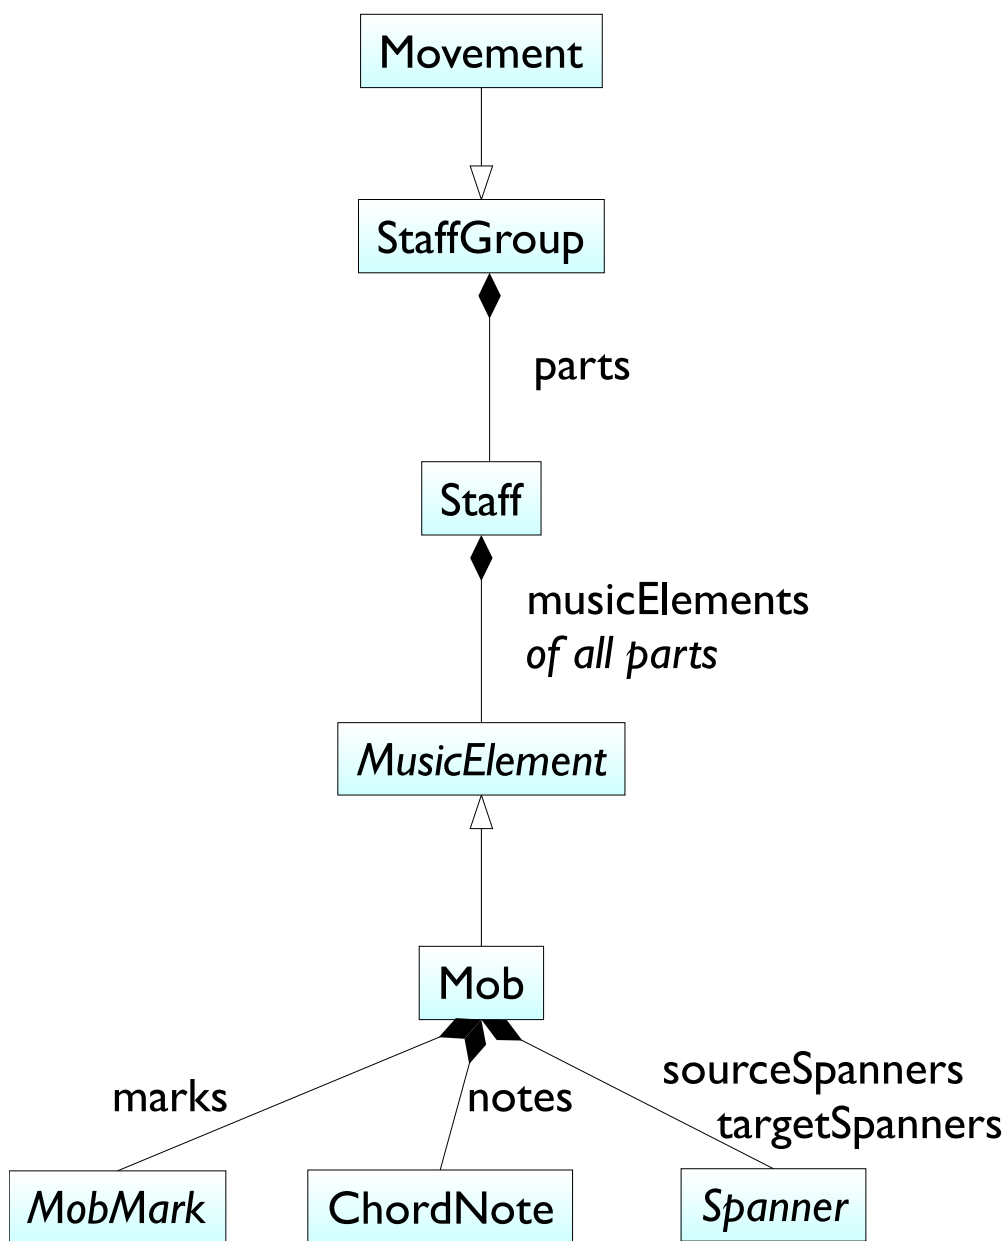 Movement
StaffGroup
parts
Staff
musicElements
of all parts
MusicElement
Mob
marks
notes
sourceSpanners
targetSpanners
MobMark
ChordNote
Spanner